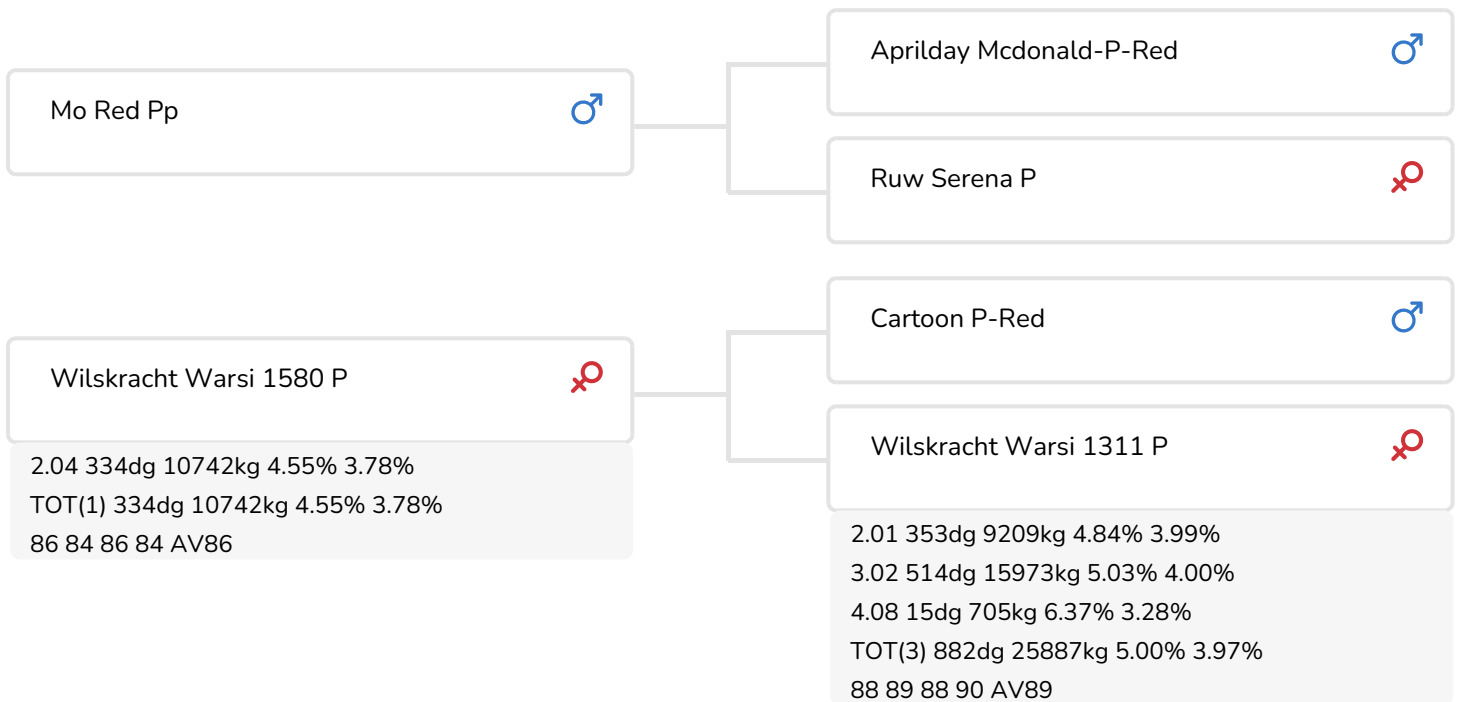 Mo Red Pp
Aprilday Mcdonald-P-Red
Ruw Serena P
Wilskracht Warsi 1580 P
2.04 334dg 10742kg 4.55% 3.78%
TOT(1) 334dg 10742kg 4.55% 3.78%
86 84 86 84 AV86
Cartoon P-Red
Wilskracht Warsi 1311 P
2.01 353dg 9209kg 4.84% 3.99%
3.02 514dg 15973kg 5.03% 4.00%
4.08 15dg 705kg 6.37% 3.28%
TOT(3) 882dg 25887kg 5.00% 3.97%
88 89 88 90 AV89